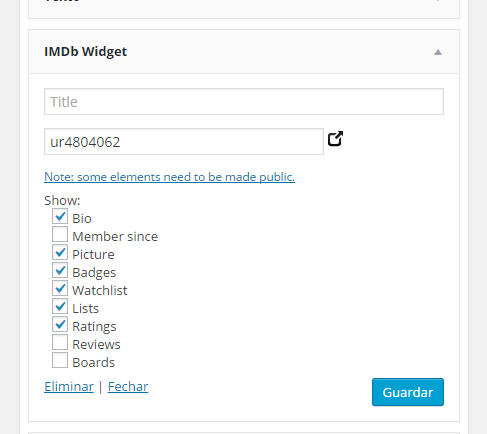 IMDb Widget
Title
ur4804062
Note: some elements need to be made public.
Show:
Bio
Member since
Picture
Badges
Watchlist
Lists
Ratings
Reviews
Boards
Eliminar | Fechar
Guardar